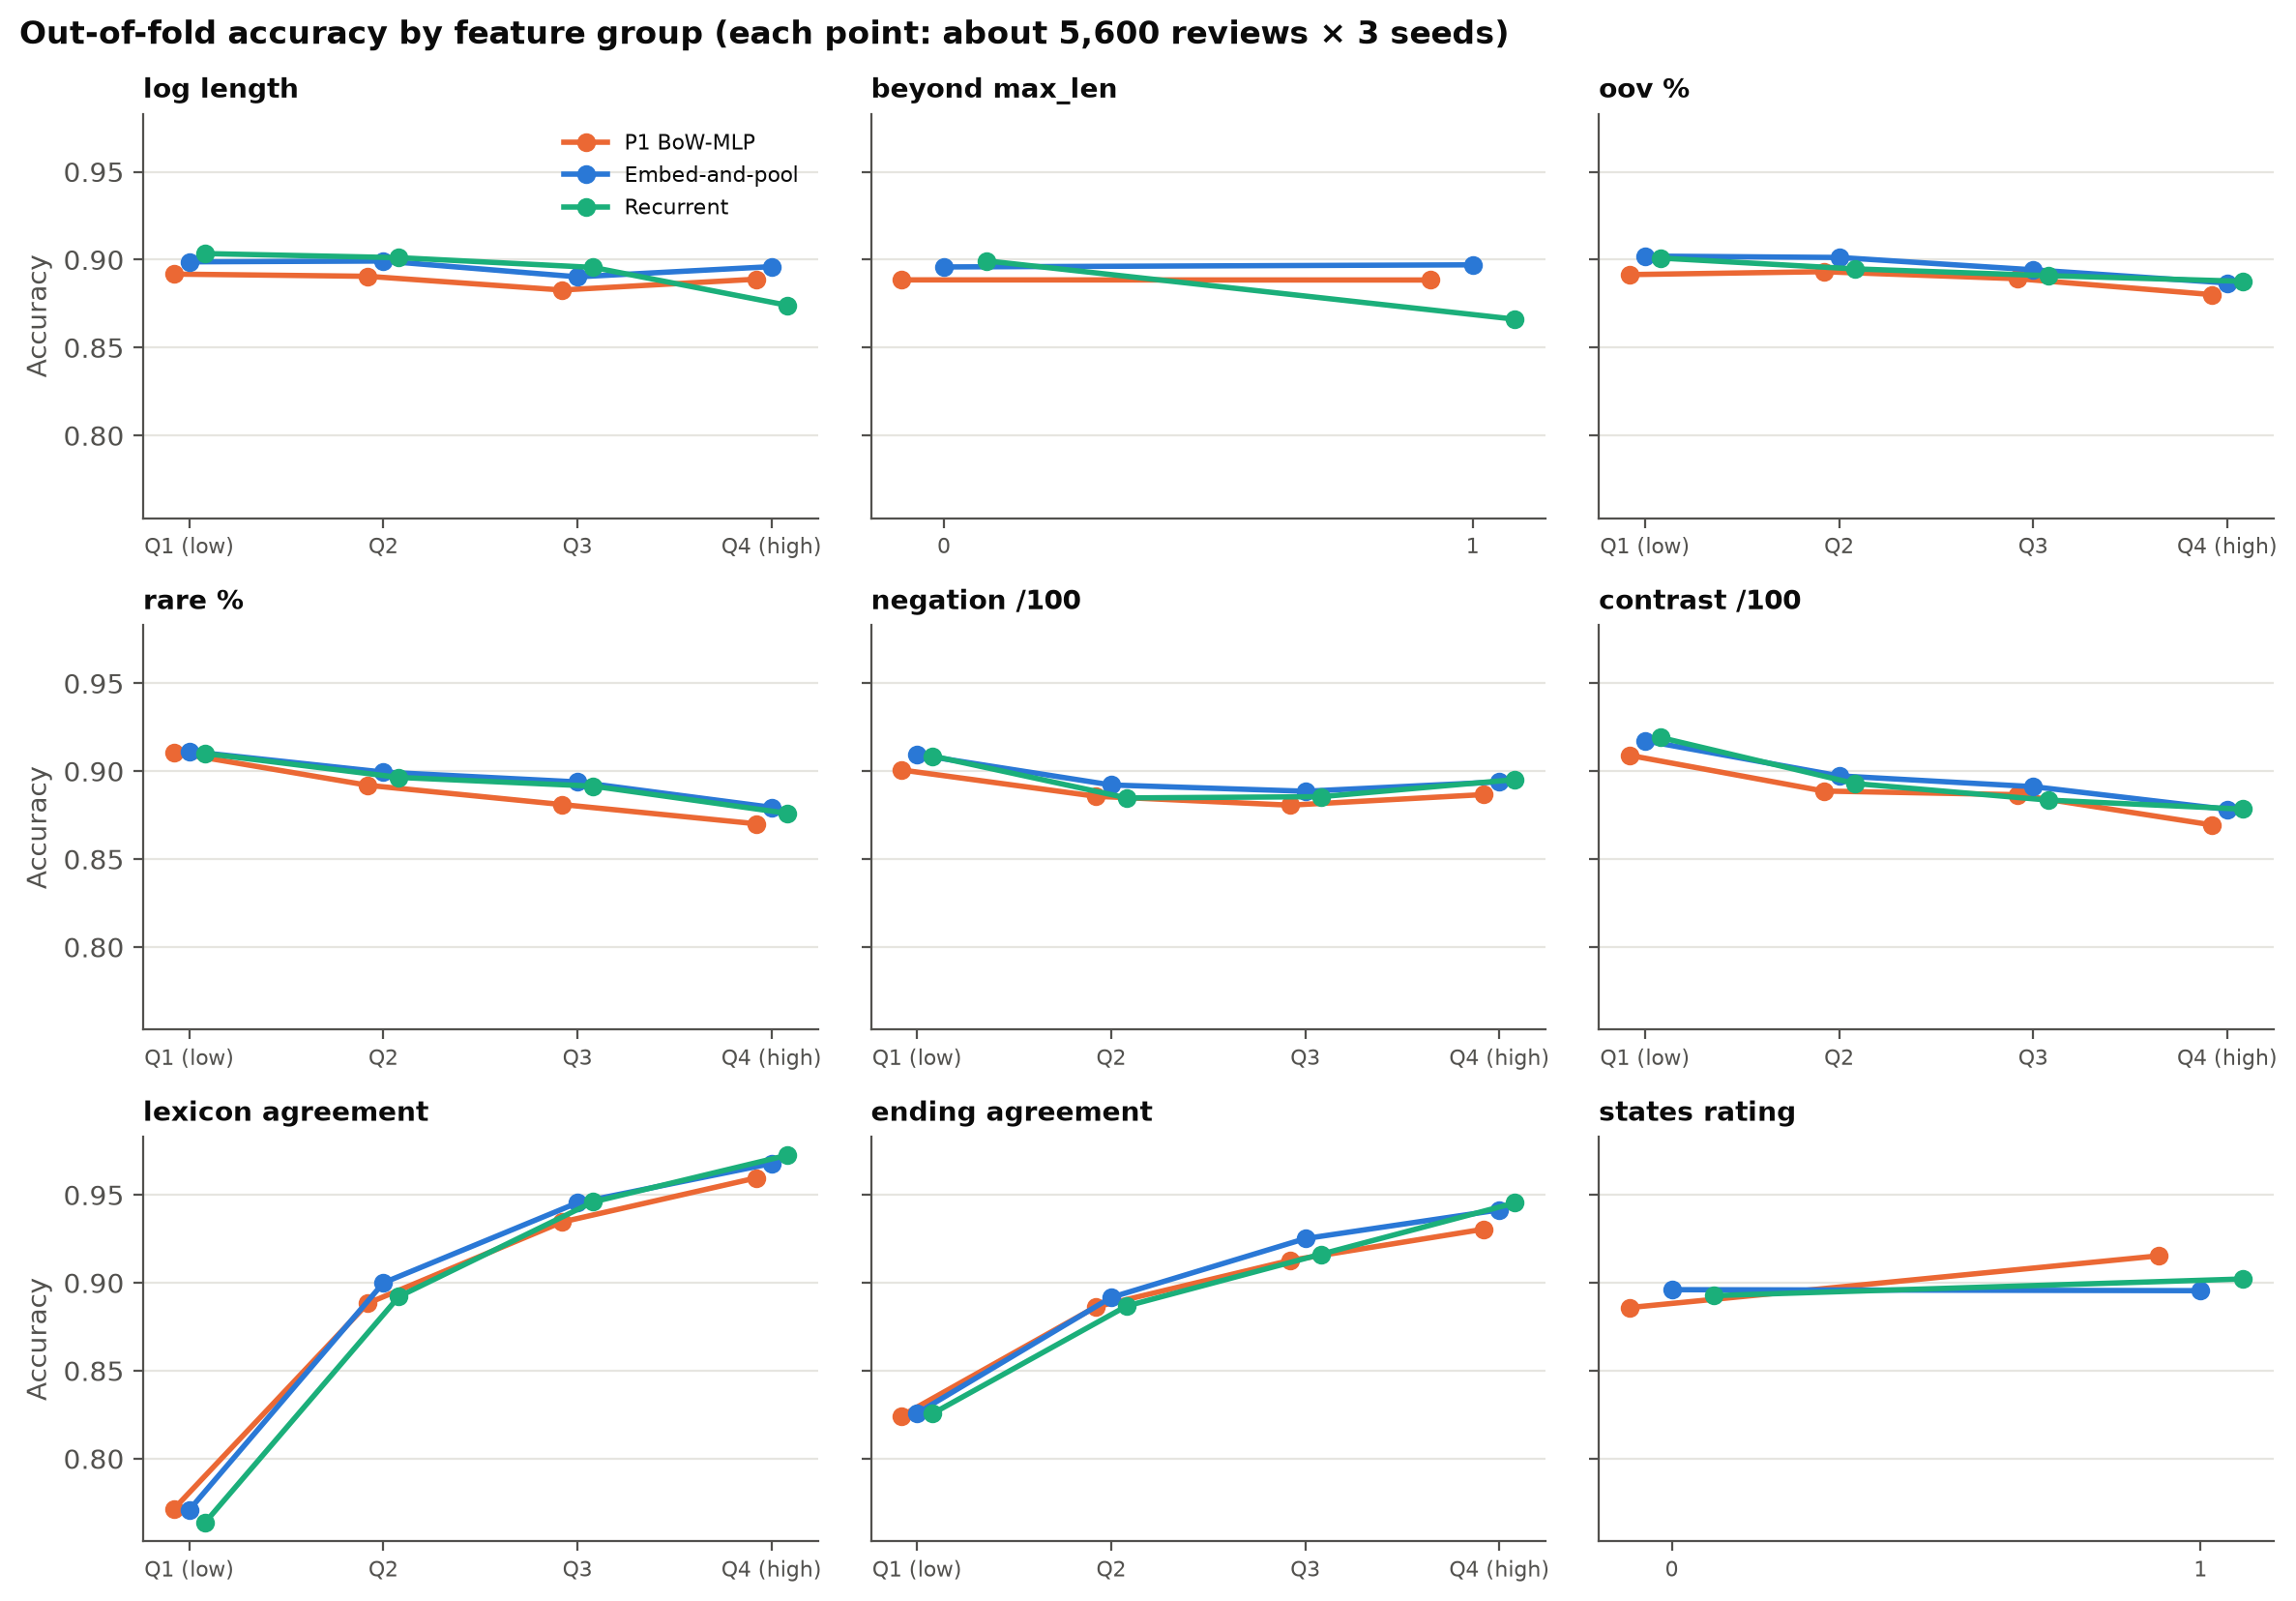 Out-of-fold accuracy by feature group (each point: about 5,600 reviews × 3 seeds)
log length
beyond max_len
oov %
P1 BoW-MLP
Embed-and-pool
Recurrent
Accuracy
0.95
0.90
0.85
0.80
Q1 (low) Q2 Q3 Q4 (high)
0 1
Q1 (low) Q2 Q3 Q4 (high)
rare %
negation /100
contrast /100
Accuracy
0.95
0.90
0.85
0.80
Q1 (low) Q2 Q3 Q4 (high)
Q1 (low) Q2 Q3 Q4 (high)
Q1 (low) Q2 Q3 Q4 (high)
lexicon agreement
ending agreement
states rating
Accuracy
0.95
0.90
0.85
0.80
Q1 (low) Q2 Q3 Q4 (high)
Q1 (low) Q2 Q3 Q4 (high)
0 1